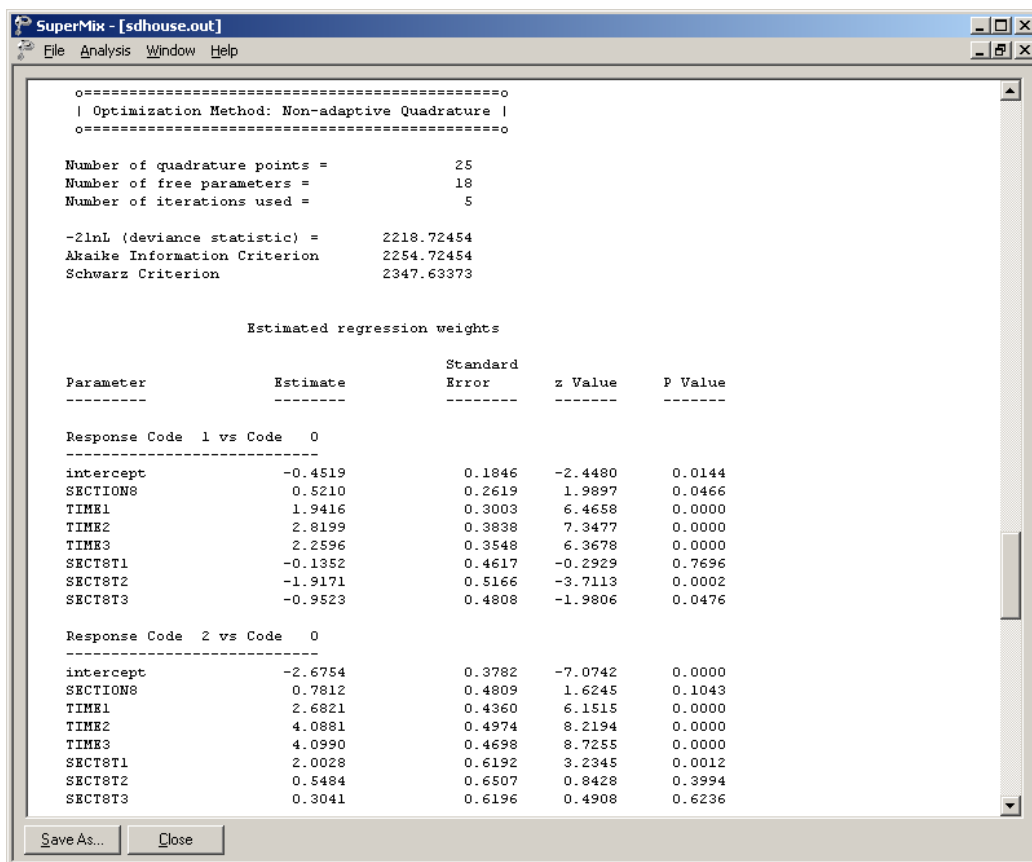 SuperMix - [sdhouse.out]
File Analysis Window Help
o===============================================o
| Optimization Method: Non-adaptive Quadrature |
o===============================================o
Number of quadrature points = 25
Number of free parameters = 18
Number of iterations used = 5
-2lnL (deviance statistic) = 2218.72454
Akaike Information Criterion 2254.72454
Schwarz Criterion 2347.63373
Estimated regression weights
Standard
Parameter Estimate Error z Value P Value
--------- -------- -------- ------- -------
Response Code 1 vs Code 0
----------------------------
intercept -0.4519 0.1846 -2.4480 0.0144
SECTION8 0.5210 0.2619 1.9897 0.0466
TIME1 1.9416 0.3003 6.4658 0.0000
TIME2 2.8199 0.3838 7.3477 0.0000
TIME3 2.2596 0.3548 6.3678 0.0000
SECT8T1 -0.1352 0.4617 -0.2929 0.7696
SECT8T2 -1.9171 0.5166 -3.7113 0.0002
SECT8T3 -0.9523 0.4808 -1.9806 0.0476
Response Code 2 vs Code 0
----------------------------
intercept -2.6754 0.3782 -7.0742 0.0000
SECTION8 0.7812 0.4809 1.6245 0.1043
TIME1 2.6821 0.4360 6.1515 0.0000
TIME2 4.0881 0.4974 8.2194 0.0000
TIME3 4.0990 0.4698 8.7255 0.0000
SECT8T1 2.0028 0.6192 3.2345 0.0012
SECT8T2 0.5484 0.6507 0.8428 0.3994
SECT8T3 0.3041 0.6196 0.4908 0.6236
Save As... Close